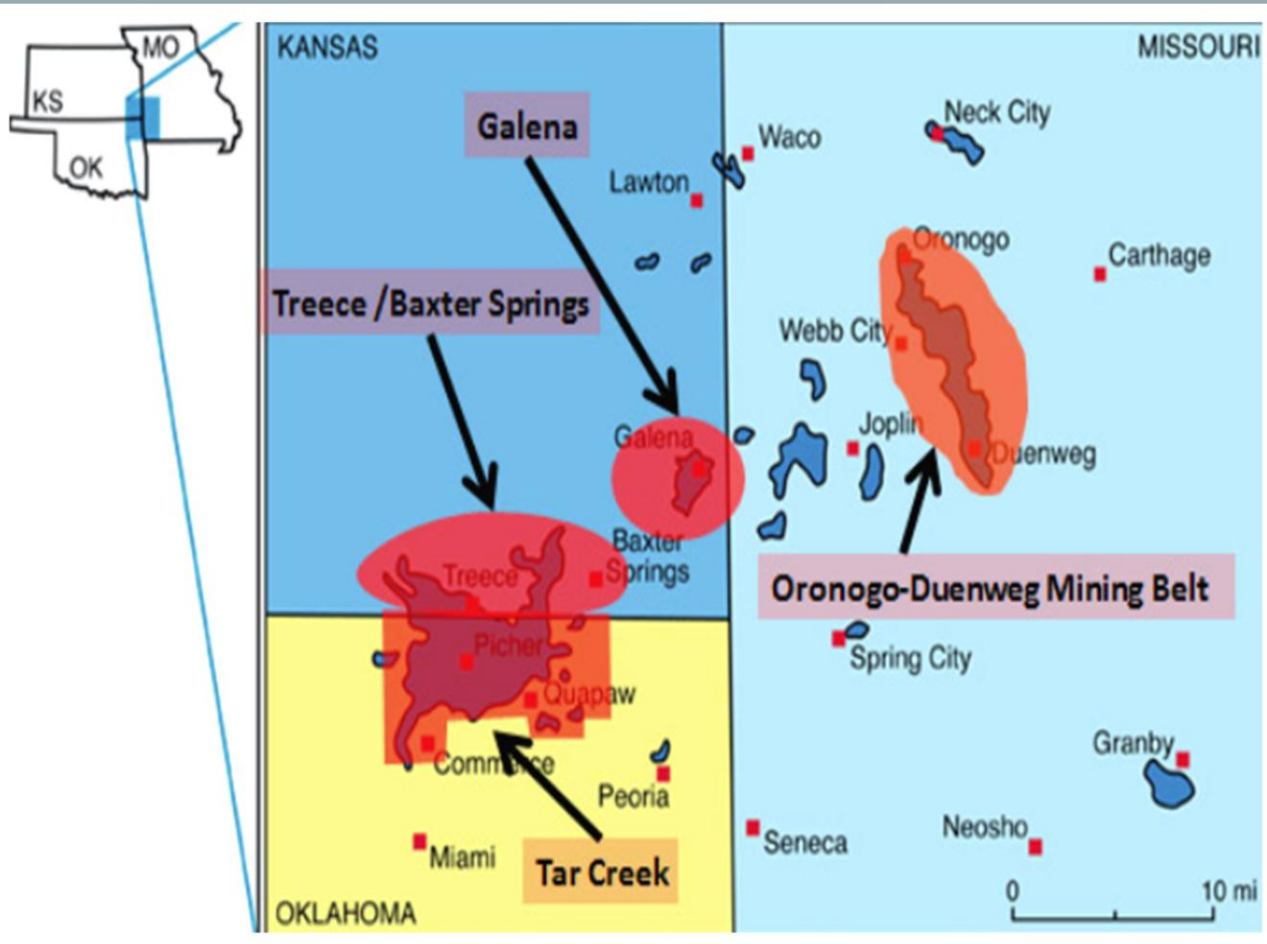 MO
KS
OK
KANSAS
MISSOURI
Galena
Neck City
Waco
Lawton
Oronogo
Carthage
Treece /Baxter Springs
Webb City
Joplin
Galena
Duenweg
Baxter
Springs
Treece
Oronogo-Duenweg Mining Belt
Picher
Spring City
Quapaw
Granby
Commerce
Peoria
Neosho
Seneca
Miami
Tar Creek
0 10 mi
OKLAHOMA